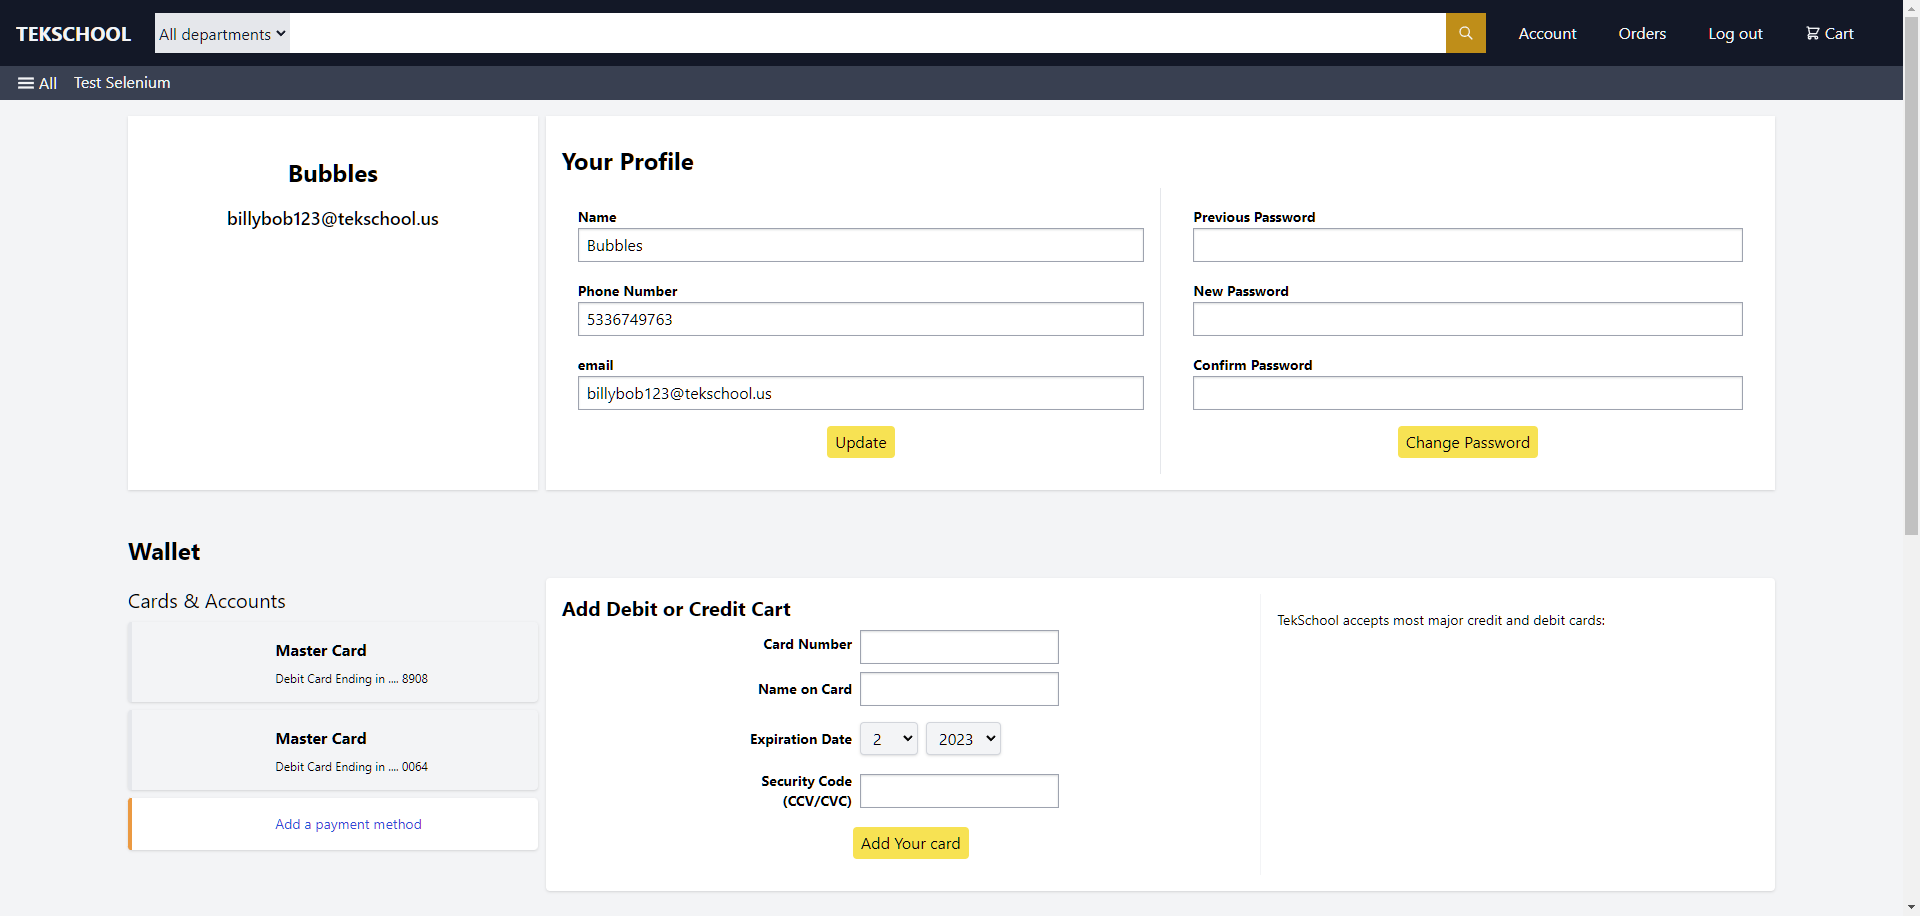 TEKSCHOOL
All departments
Account
Orders
Log out
Cart
All
Test Selenium
Bubbles
billybob123@tekschool.us
Your Profile
Name
Bubbles
Phone Number
5336749763
email
billybob123@tekschool.us
Update
Previous Password
New Password
Confirm Password
Change Password
Wallet
Cards & Accounts
Master Card
Debit Card Ending in .... 8908
Master Card
Debit Card Ending in .... 0064
Add a payment method
Add Debit or Credit Cart
Card Number
Name on Card
Expiration Date
2
2023
Security Code
(CCV/CVC)
Add Your card
TekSchool accepts most major credit and debit cards: